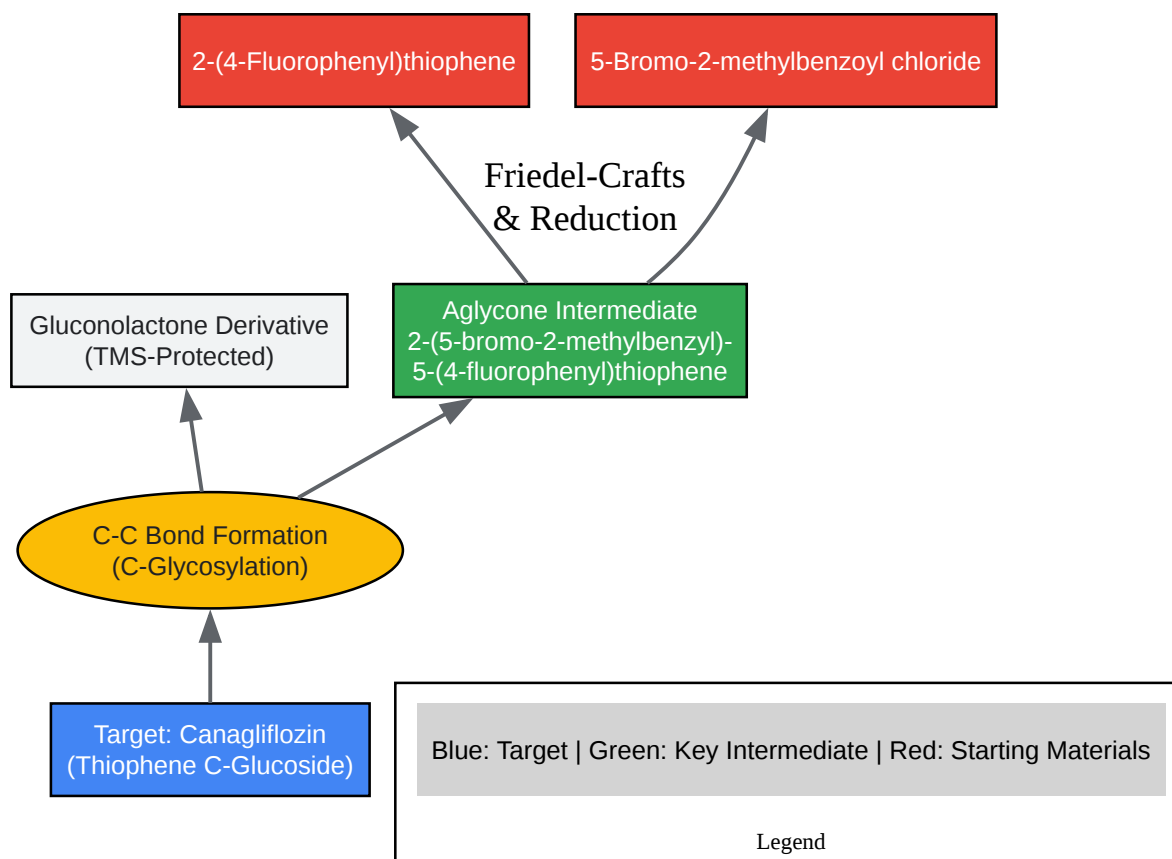 2-(4-Fluorophenyl)thiophene
5-Bromo-2-methylbenzoyl chloride
Friedel-Crafts
& Reduction
Gluconolactone Derivative
(TMS-Protected)
Aglycone Intermediate
2-(5-bromo-2-methylbenzyl)-
5-(4-fluorophenyl)thiophene
C-C Bond Formation
(C-Glycosylation)
Target: Canagliflozin
(Thiophene C-Glucoside)
Blue: Target | Green: Key Intermediate | Red: Starting Materials
Legend